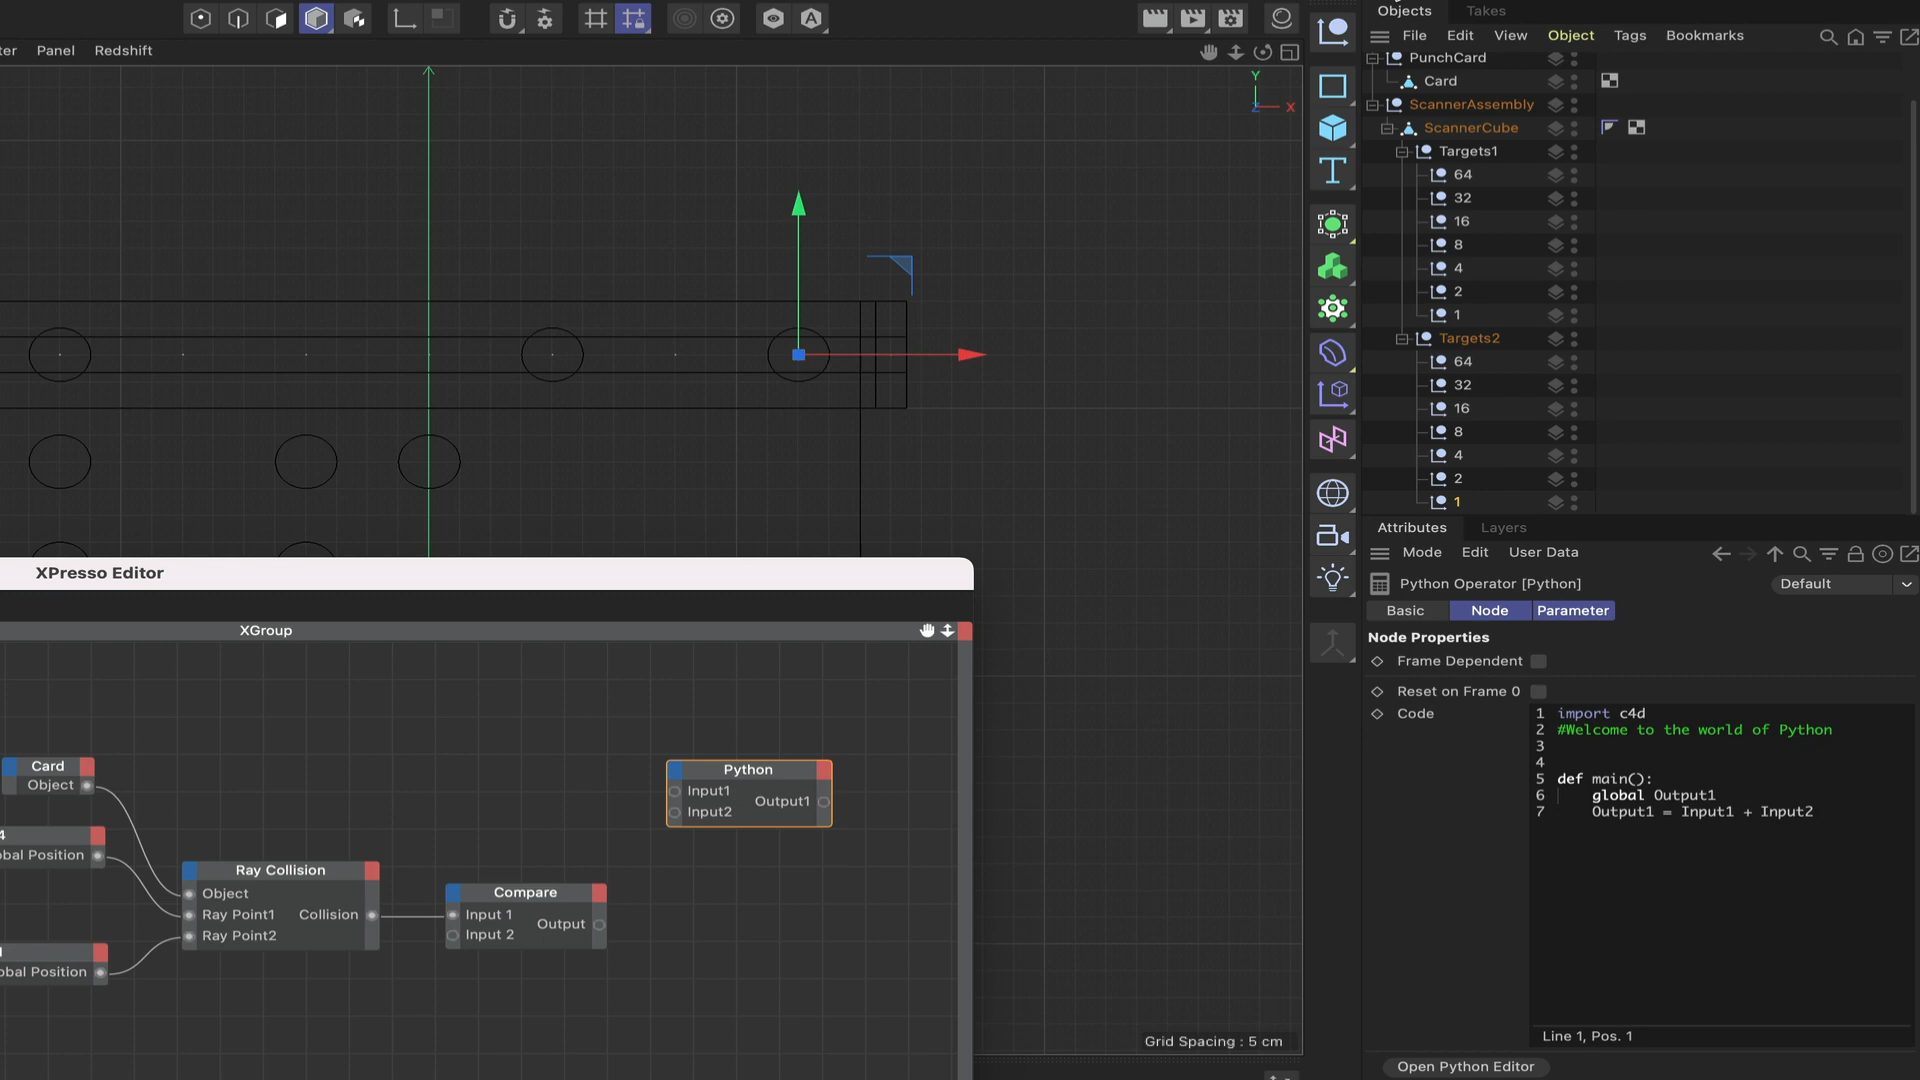 Objects
Takes
ter
Panel
Redshift
File
Edit
View
Object
Tags
Bookmarks
PunchCard
Card
ScannerAssembly
ScannerCube
Targets1
64
32
16
8
4
2
1
Targets2
64
32
16
8
4
2
1
Y
X
Z
Attributes
Layers
Mode
Edit
User Data
Python Operator [Python]
Default
Basic
Node
Parameter
Node Properties
Frame Dependent
Reset on Frame 0
Code
1 import c4d
2 #Welcome to the world of Python
3
4
5 def main():
6 global Output1
7 Output1 = Input1 + Input2
Line 1, Pos. 1
Open Python Editor
Grid Spacing : 5 cm
XPresso Editor
XGroup
Card
Object
4
obal Position
obal Position
Ray Collision
Object
Ray Point1
Collision
Ray Point2
Compare
Input 1
Output
Input 2
Python
Input1
Output1
Input2